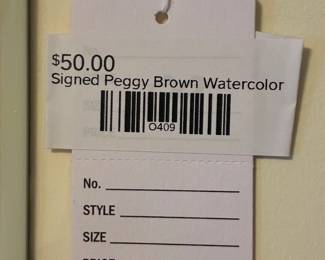 $50.00
Signed Peggy Brown Watercolor
O409
No.
STYLE
SIZE